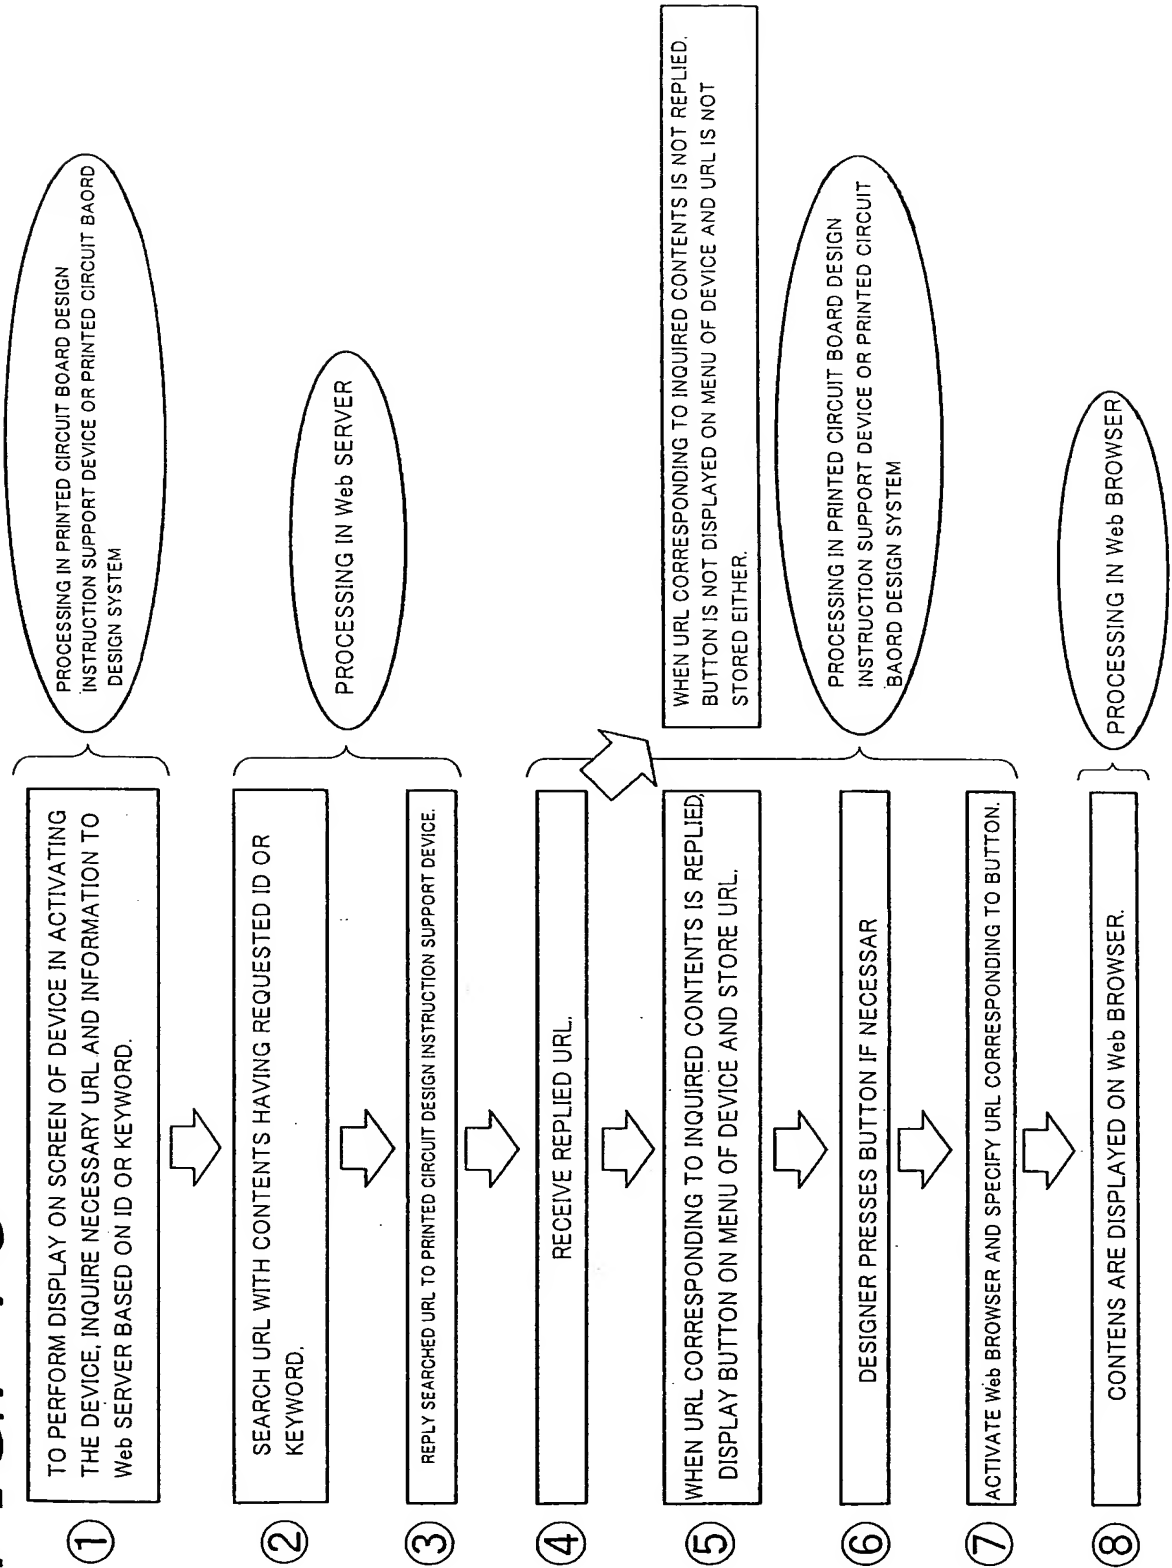 ①
TO PERFORM DISPLAY ON SCREEN OF DEVICE IN ACTIVATING
THE DEVICE, INQUIRE NECESSARY URL AND INFORMATION TO
Web SERVER BASED ON ID OR KEYWORD.
PROCESSING IN PRINTED CIRCUIT BOARD DESIGN
INSTRUCTION SUPPORT DEVICE OR PRINTED CIRCUIT BAORD
DESIGN SYSTEM
②
SEARCH URL WITH CONTENTS HAVING REQUESTED ID OR
KEYWORD.
PROCESSING IN Web SERVER
③
REPLY SEARCHED URL TO PRINTED CIRCUIT DESIGN INSTRUCTION SUPPORT DEVICE.
④
RECEIVE REPLIED URL.
⑤
WHEN URL CORRESPONDING TO INQUIRED CONTENTS IS REPLIED,
DISPLAY BUTTON ON MENU OF DEVICE AND STORE URL.
WHEN URL CORRESPONDING TO INQUIRED CONTENTS IS NOT REPLIED.
BUTTON IS NOT DISPLAYED ON MENU OF DEVICE AND URL IS NOT
STORED EITHER.
⑥
DESIGNER PRESSES BUTTON IF NECESSAR
PROCESSING IN PRINTED CIRCUIT BOARD DESIGN
INSTRUCTION SUPPORT DEVICE OR PRINTED CIRCUIT
BAORD DESIGN SYSTEM
⑦
ACTIVATE Web BROWSER AND SPECIFY URL CORRESPONDING TO BUTTON.
⑧
CONTENS ARE DISPLAYED ON Web BROWSER.
PROCESSING IN Web BROWSER